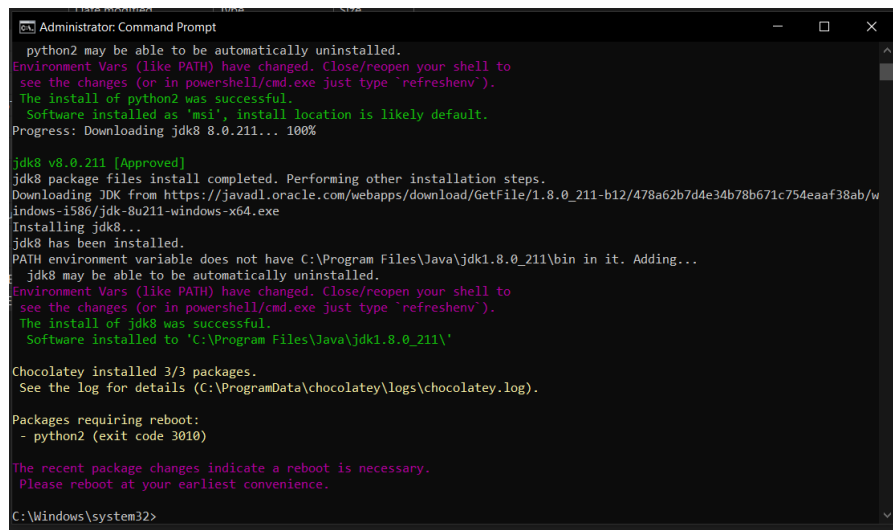 Date modified Type Size
Administrator: Command Prompt
python2 may be able to be automatically uninstalled.
Environment Vars (like PATH) have changed. Close/reopen your shell to
see the changes (or in powershell/cmd.exe just type `refreshenv`).
The install of python2 was successful.
Software installed as 'msi', install location is likely default.
Progress: Downloading jdk8 8.0.211... 100%
jdk8 v8.0.211 [Approved]
jdk8 package files install completed. Performing other installation steps.
Downloading JDK from https://javadl.oracle.com/webapps/download/GetFile/1.8.0_211-b12/478a62b7d4e34b78b671c754eaaf38ab/w
indows-i586/jdk-8u211-windows-x64.exe
Installing jdk8...
jdk8 has been installed.
PATH environment variable does not have C:\Program Files\Java\jdk1.8.0_211\bin in it. Adding...
jdk8 may be able to be automatically uninstalled.
Environment Vars (like PATH) have changed. Close/reopen your shell to
see the changes (or in powershell/cmd.exe just type `refreshenv`).
The install of jdk8 was successful.
Software installed to 'C:\Program Files\Java\jdk1.8.0_211\'
Chocolatey installed 3/3 packages.
See the log for details (C:\ProgramData\chocolatey\logs\chocolatey.log).
Packages requiring reboot:
- python2 (exit code 3010)
The recent package changes indicate a reboot is necessary.
Please reboot at your earliest convenience.
C:\Windows\system32>